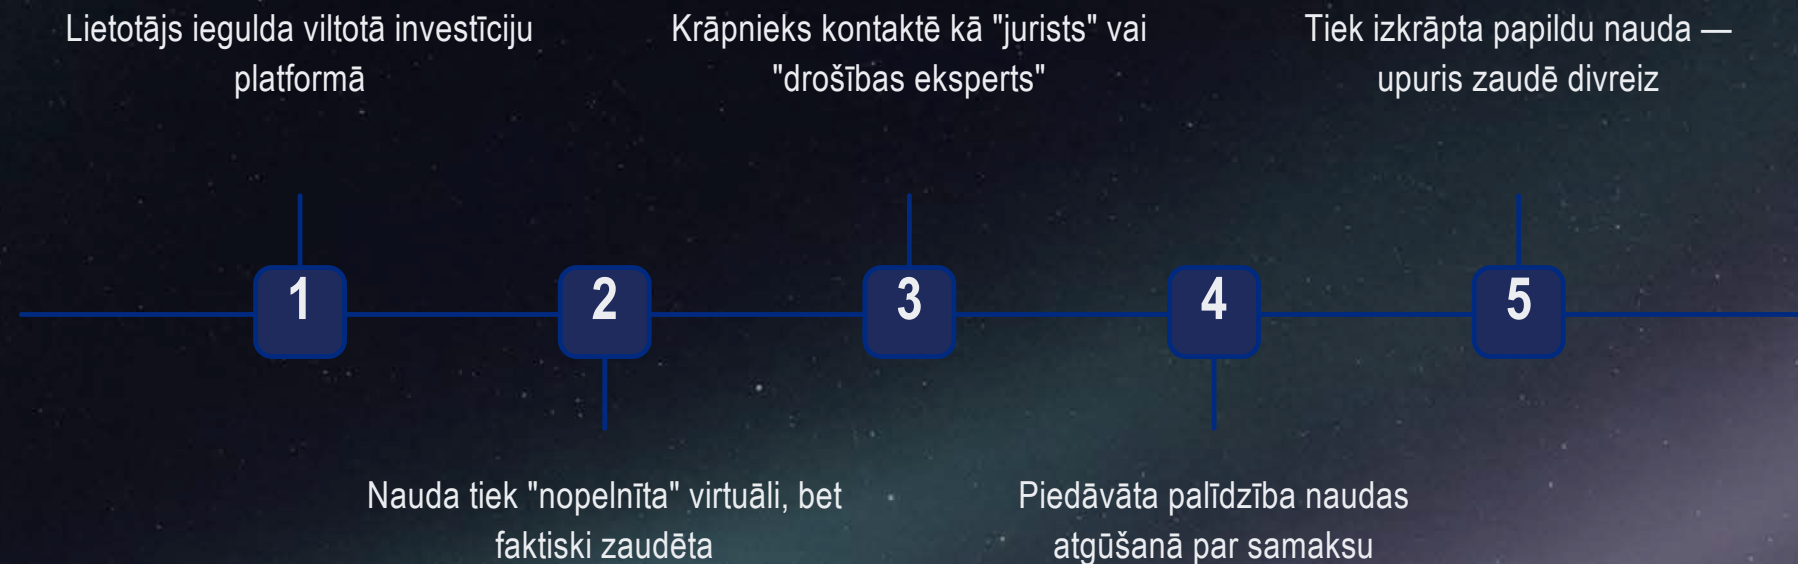 Lietotājs iegulda viltotā investīciju
platformā
Krāpnieks kontaktē kā "jurists" vai
"drošības eksperts"
Tiek izkrāpta papildu nauda —
upuris zaudē divreiz
1
2
3
4
5
Nauda tiek "nopelnīta" virtuāli, bet
faktiski zaudēta
Piedāvāta palīdzība naudas
atgūšanā par samaksu